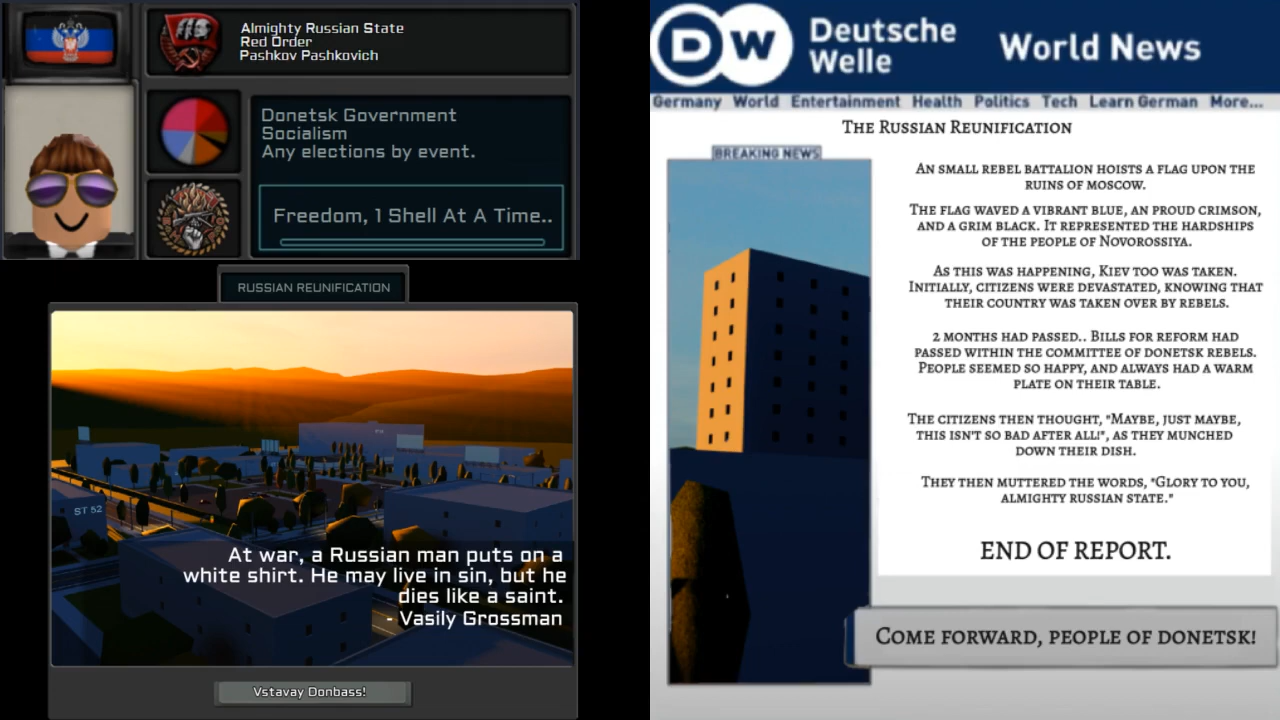 Almighty Russian State
Red Order
Pashkov Pashkovich
Donetsk Government
Socialism
Any elections by event.
Freedom, 1 Shell At A Time..
RUSSIAN REUNIFICATION
ST 52
At war, a Russian man puts on a
white shirt. He may live in sin, but he
dies like a saint.
- Vasily Grossman
Vstavay Donbass!
DW
Deutsche
Welle
World News
Germany World Entertainment Health Politics Tech Learn German More...
The Russian Reunification
BREAKING NEWS
An small rebel battalion hoists a flag upon the
ruins of Moscow.
The flag waved a vibrant blue, an proud crimson,
and a grim black. It represented the hardships
of the people of Novorossiya.
As this was happening, Kiev too was taken.
Initially, citizens were devastated, knowing that
their country was taken over by rebels.
2 months had passed.. Bills for reform had
passed within the committee of Donetsk rebels.
People seemed so happy, and always had a warm
plate on their table.
The citizens then thought, "Maybe, just maybe,
this isn't so bad after all!", as they munched
down their dish.
They then muttered the words, "Glory to you,
Almighty Russian State."
END OF REPORT.
Come forward, people of Donetsk!